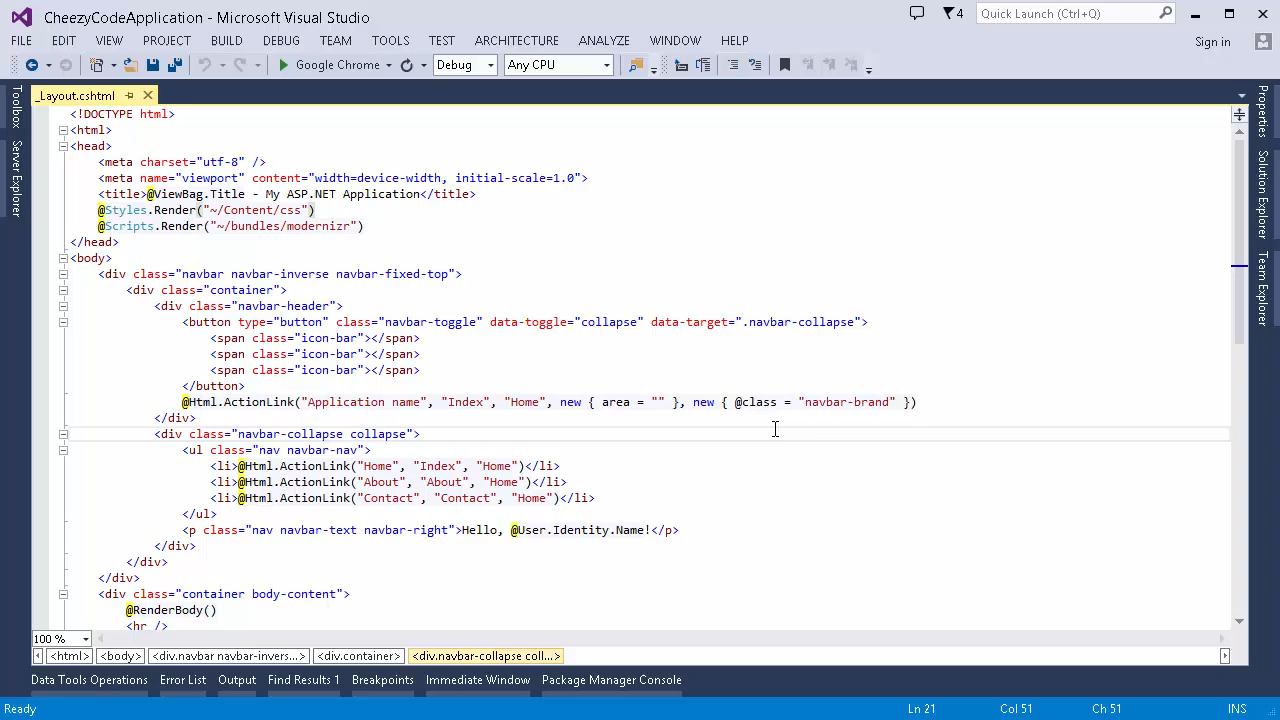 CheezyCodeApplication - Microsoft Visual Studio
4
Quick Launch (Ctrl+Q)
FILE EDIT VIEW PROJECT BUILD DEBUG TEAM TOOLS TEST ARCHITECTURE ANALYZE WINDOW HELP
Sign in
Google Chrome Debug Any CPU
Toolbox
Server Explorer
_Layout.cshtml
<!DOCTYPE html>
<html>
<head>
<meta charset="utf-8" />
<meta name="viewport" content="width=device-width, initial-scale=1.0">
<title>@ViewBag.Title - My ASP.NET Application</title>
@Styles.Render("~/Content/css")
@Scripts.Render("~/bundles/modernizr")
</head>
<body>
<div class="navbar navbar-inverse navbar-fixed-top">
<div class="container">
<div class="navbar-header">
<button type="button" class="navbar-toggle" data-toggle="collapse" data-target=".navbar-collapse">
<span class="icon-bar"></span>
<span class="icon-bar"></span>
<span class="icon-bar"></span>
</button>
@Html.ActionLink("Application name", "Index", "Home", new { area = "" }, new { @class = "navbar-brand" })
</div>
<div class="navbar-collapse collapse">
<ul class="nav navbar-nav">
<li>@Html.ActionLink("Home", "Index", "Home")</li>
<li>@Html.ActionLink("About", "About", "Home")</li>
<li>@Html.ActionLink("Contact", "Contact", "Home")</li>
</ul>
<p class="nav navbar-text navbar-right">Hello, @User.Identity.Name!</p>
</div>
</div>
</div>
<div class="container body-content">
@RenderBody()
<hr />
Properties
Solution Explorer
Team Explorer
100 %
<html> <body> <div.navbar navbar-invers...> <div.container> <div.navbar-collapse coll...>
Data Tools Operations Error List Output Find Results 1 Breakpoints Immediate Window Package Manager Console
Ready Ln 21 Col 51 Ch 51 INS